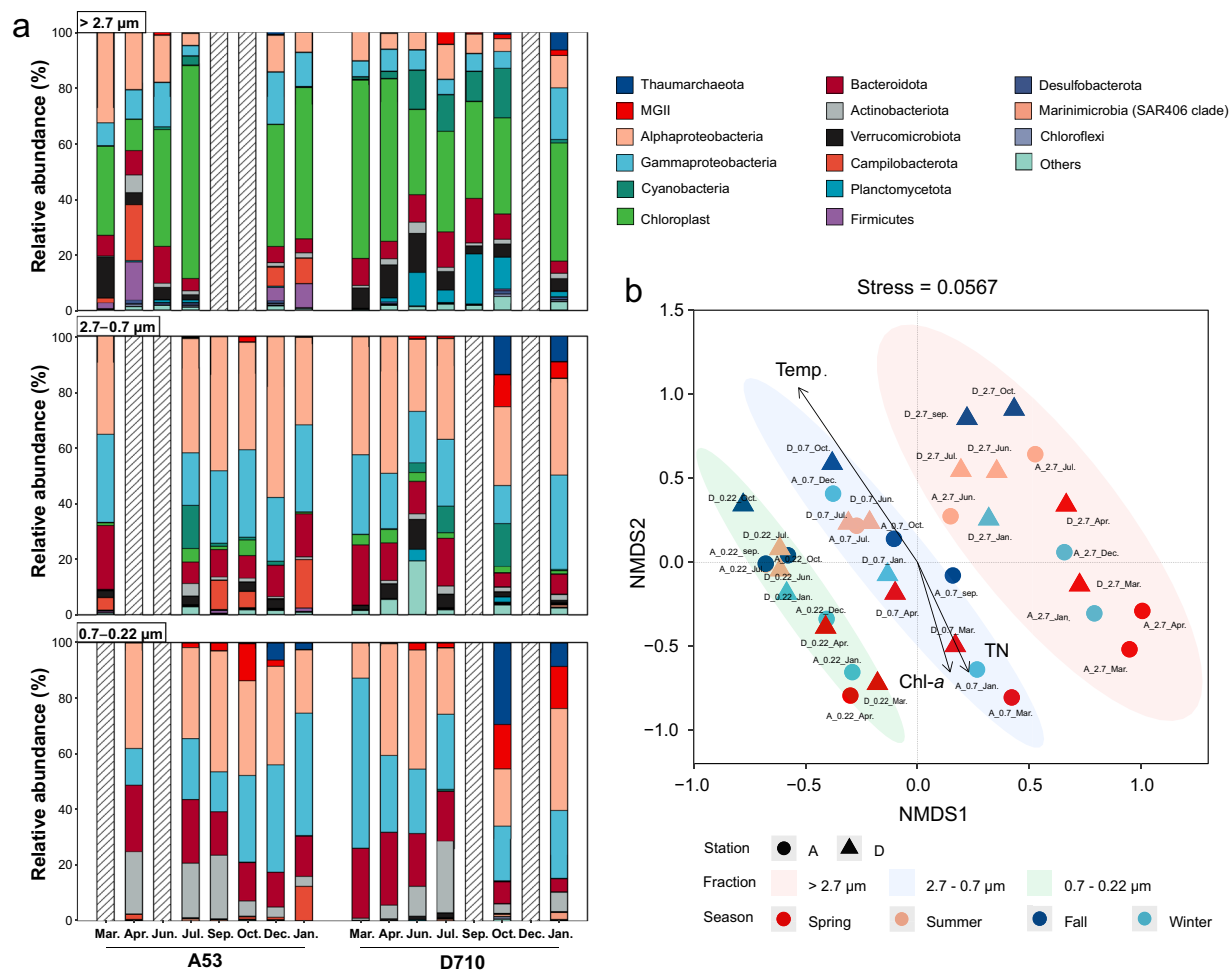 a
> 2.7 µm
Relative abundance (%)
100
80
60
40
20
0
2.7–0.7 µm
Relative abundance (%)
100
80
60
40
20
0
0.7–0.22 µm
Relative abundance (%)
100
80
60
40
20
0
Mar. Apr. Jun. Jul. Sep. Oct. Dec. Jan. Mar. Apr. Jun. Jul. Sep. Oct. Dec. Jan.
A53 D710
Thaumarchaeota
MGII
Alphaproteobacteria
Gammaproteobacteria
Cyanobacteria
Chloroplast
Bacteroidota
Actinobacteriota
Verrucomicrobiota
Campilobacterota
Planctomycetota
Firmicutes
Desulfobacterota
Marinimicrobia (SAR406 clade)
Chloroflexi
Others
b
Stress = 0.0567
NMDS2
1.5
1.0
0.5
0.0
−0.5
−1.0
Temp.
D_2.7_Oct.
D_2.7_sep.
D_0.7_Oct.
D_2.7_Jun.
D_2.7_Jul.
A_2.7_Jul.
A_0.7_Dec.
D_0.22_Oct.
D_0.7_Jun.
A_2.7_Jun.
D_0.7_Jul.
A_0.7_Oct.
D_2.7_Apr.
D_0.22_Jul.
A_0.7_Jul.
D_2.7_Jan.
A_2.7_Dec.
A_0.22_sep.
A_0.22_Oct.
D_0.7_Jan.
A_0.22_Jul.
D_0.22_Jun.
D_2.7_Mar.
D_0.22_Jan.
A_0.7_sep.
A_0.22_Dec.
D_0.7_Apr.
A_2.7_Jan.
A_2.7_Apr.
D_0.22_Apr.
D_0.7_Mar.
TN
A_0.22_Jan.
A_2.7_Mar.
Chl-a
A_0.7_Jan.
D_0.22_Mar.
A_0.22_Apr.
A_0.7_Mar.
−1.0 −0.5 0.0 0.5 1.0
NMDS1
Station A D
Fraction > 2.7 µm 2.7 - 0.7 µm 0.7 - 0.22 µm
Season Spring Summer Fall Winter